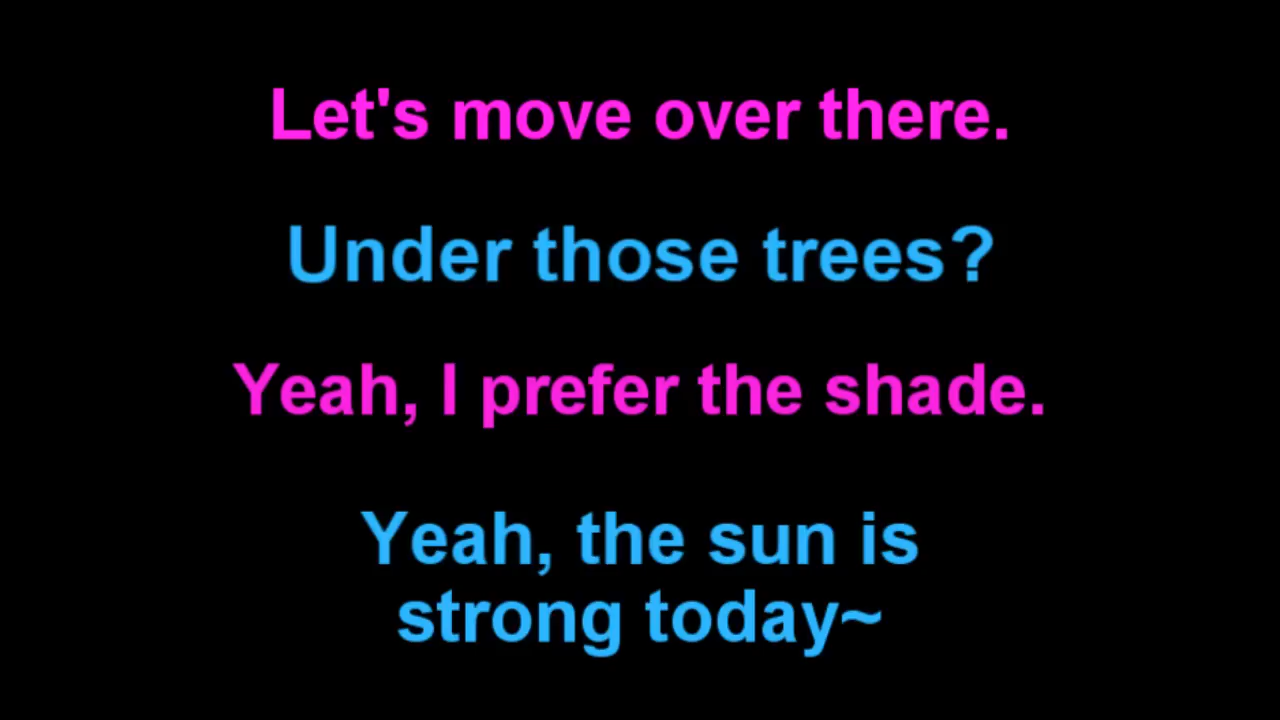 Let's move over there.
Under those trees?
Yeah, I prefer the shade.
Yeah, the sun is
strong today~